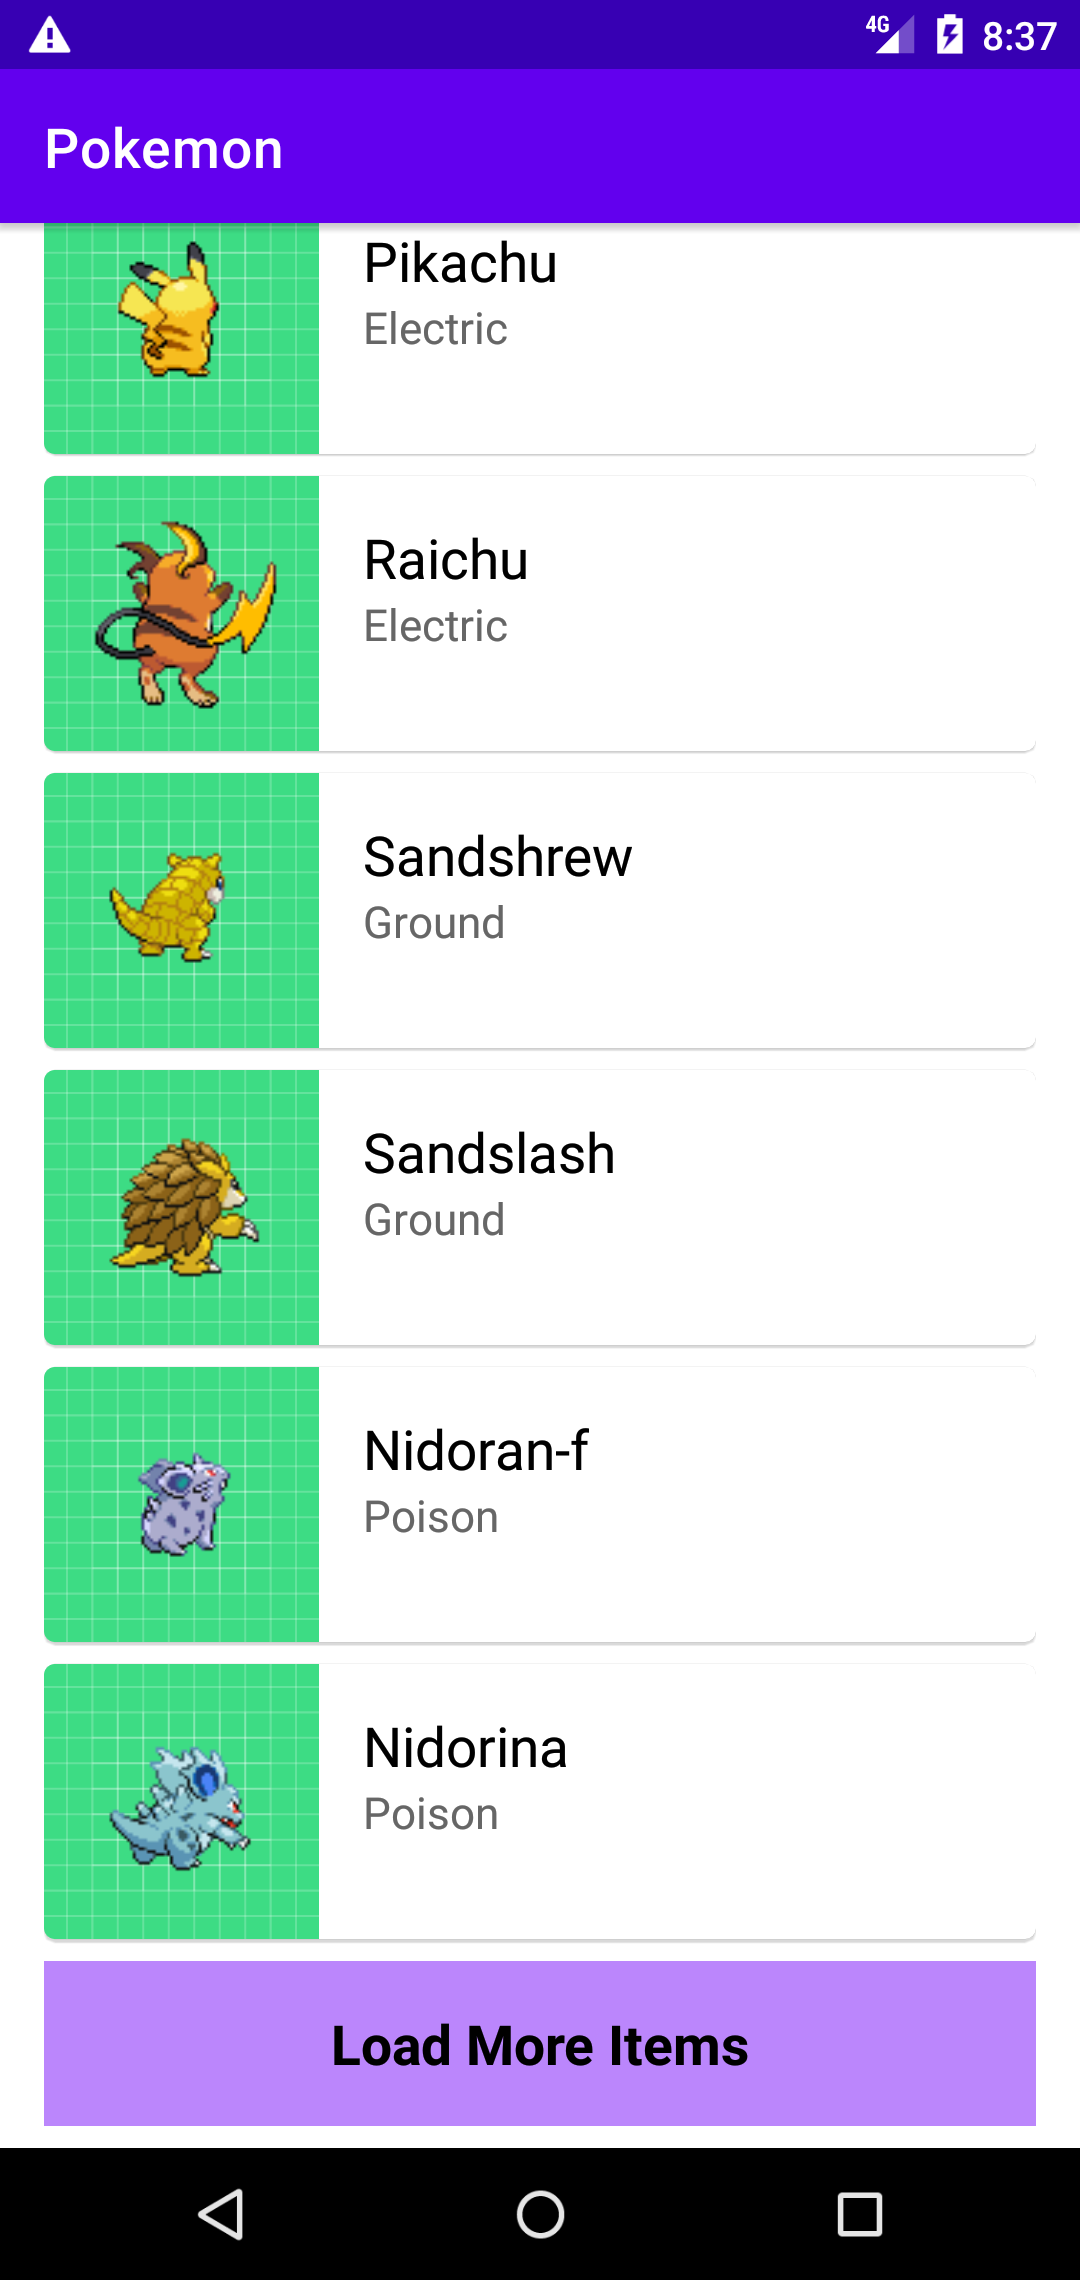 4G 8:37
Pokemon
Pikachu
Electric
Raichu
Electric
Sandshrew
Ground
Sandslash
Ground
Nidoran-f
Poison
Nidorina
Poison
Load More Items